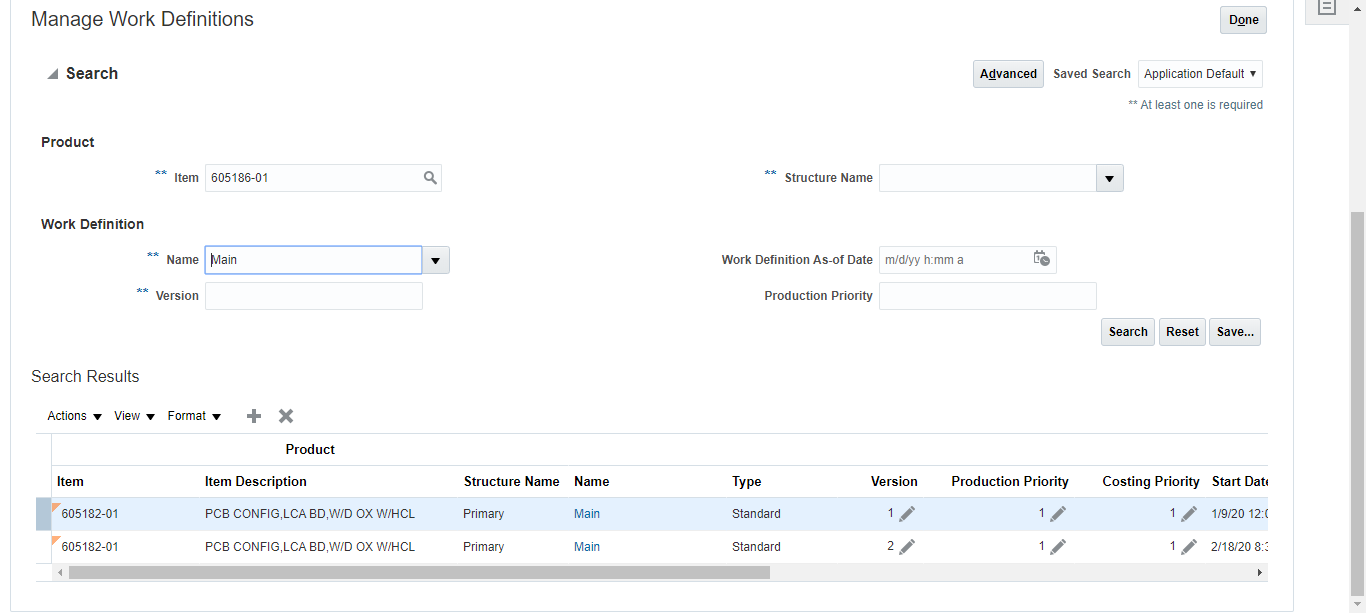 Manage Work Definitions
Done
Search
Advanced Saved Search Application Default
** At least one is required
Product
** Item 605186-01 ** Structure Name
Work Definition
** Name Main Work Definition As-of Date m/d/yy h:mm a
** Version Production Priority
Search Reset Save...
Search Results
Actions View Format
Product
Item Item Description Structure Name Name Type Version Production Priority Costing Priority Start Date
605182-01 PCB CONFIG,LCA BD,W/D OX W/HCL Primary Main Standard 1 1 1 1/9/20 12:0
605182-01 PCB CONFIG,LCA BD,W/D OX W/HCL Primary Main Standard 2 1 1 2/18/20 8:3